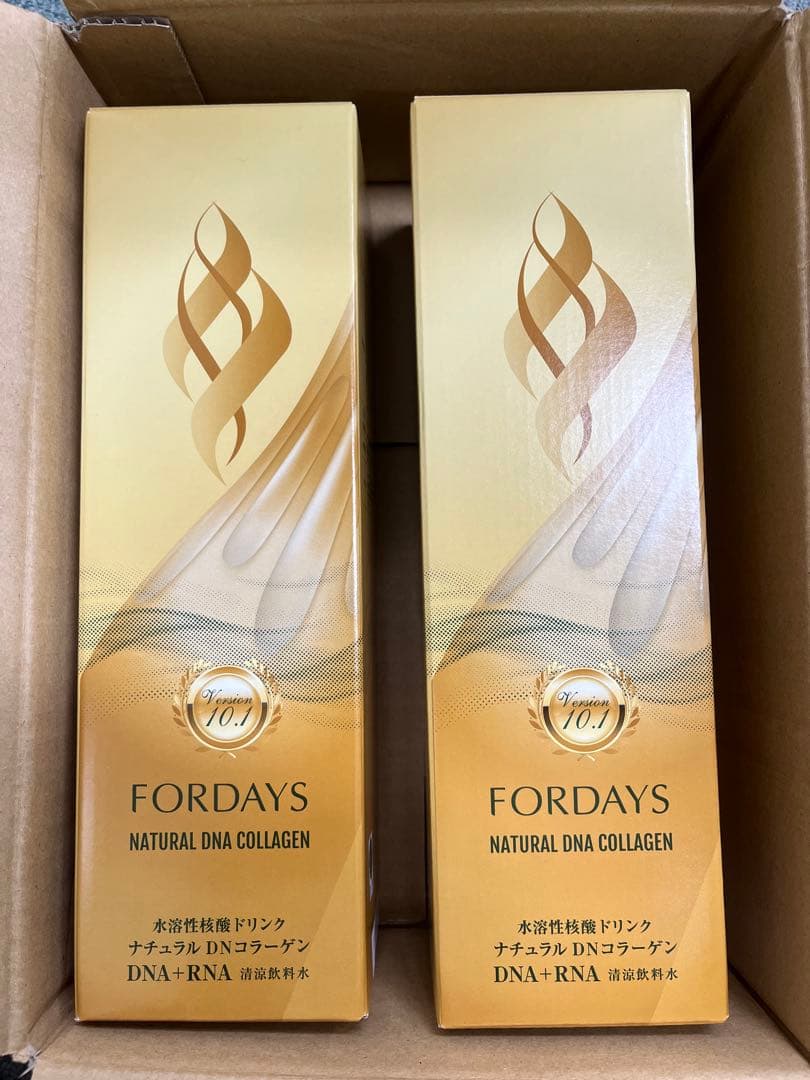 Version
10.1
FORDAYS
NATURAL DNA COLLAGEN
水溶性核酸ドリンク
ナチュラル DNコラーゲン
DNA+RNA 清涼飲料水
Version
10.1
FORDAYS
NATURAL DNA COLLAGEN
水溶性核酸ドリンク
ナチュラル DNコラーゲン
DNA+RNA 清涼飲料水